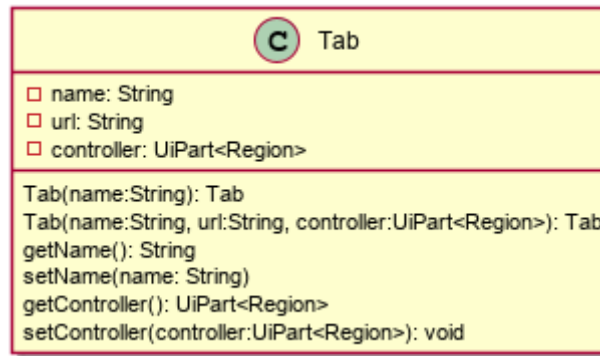 C Tab
name: String
url: String
controller: UiPart<Region>
Tab(name:String): Tab
Tab(name:String, url:String, controller:UiPart<Region>): Tab
getName(): String
setName(name: String)
getController(): UiPart<Region>
setController(controller:UiPart<Region>): void